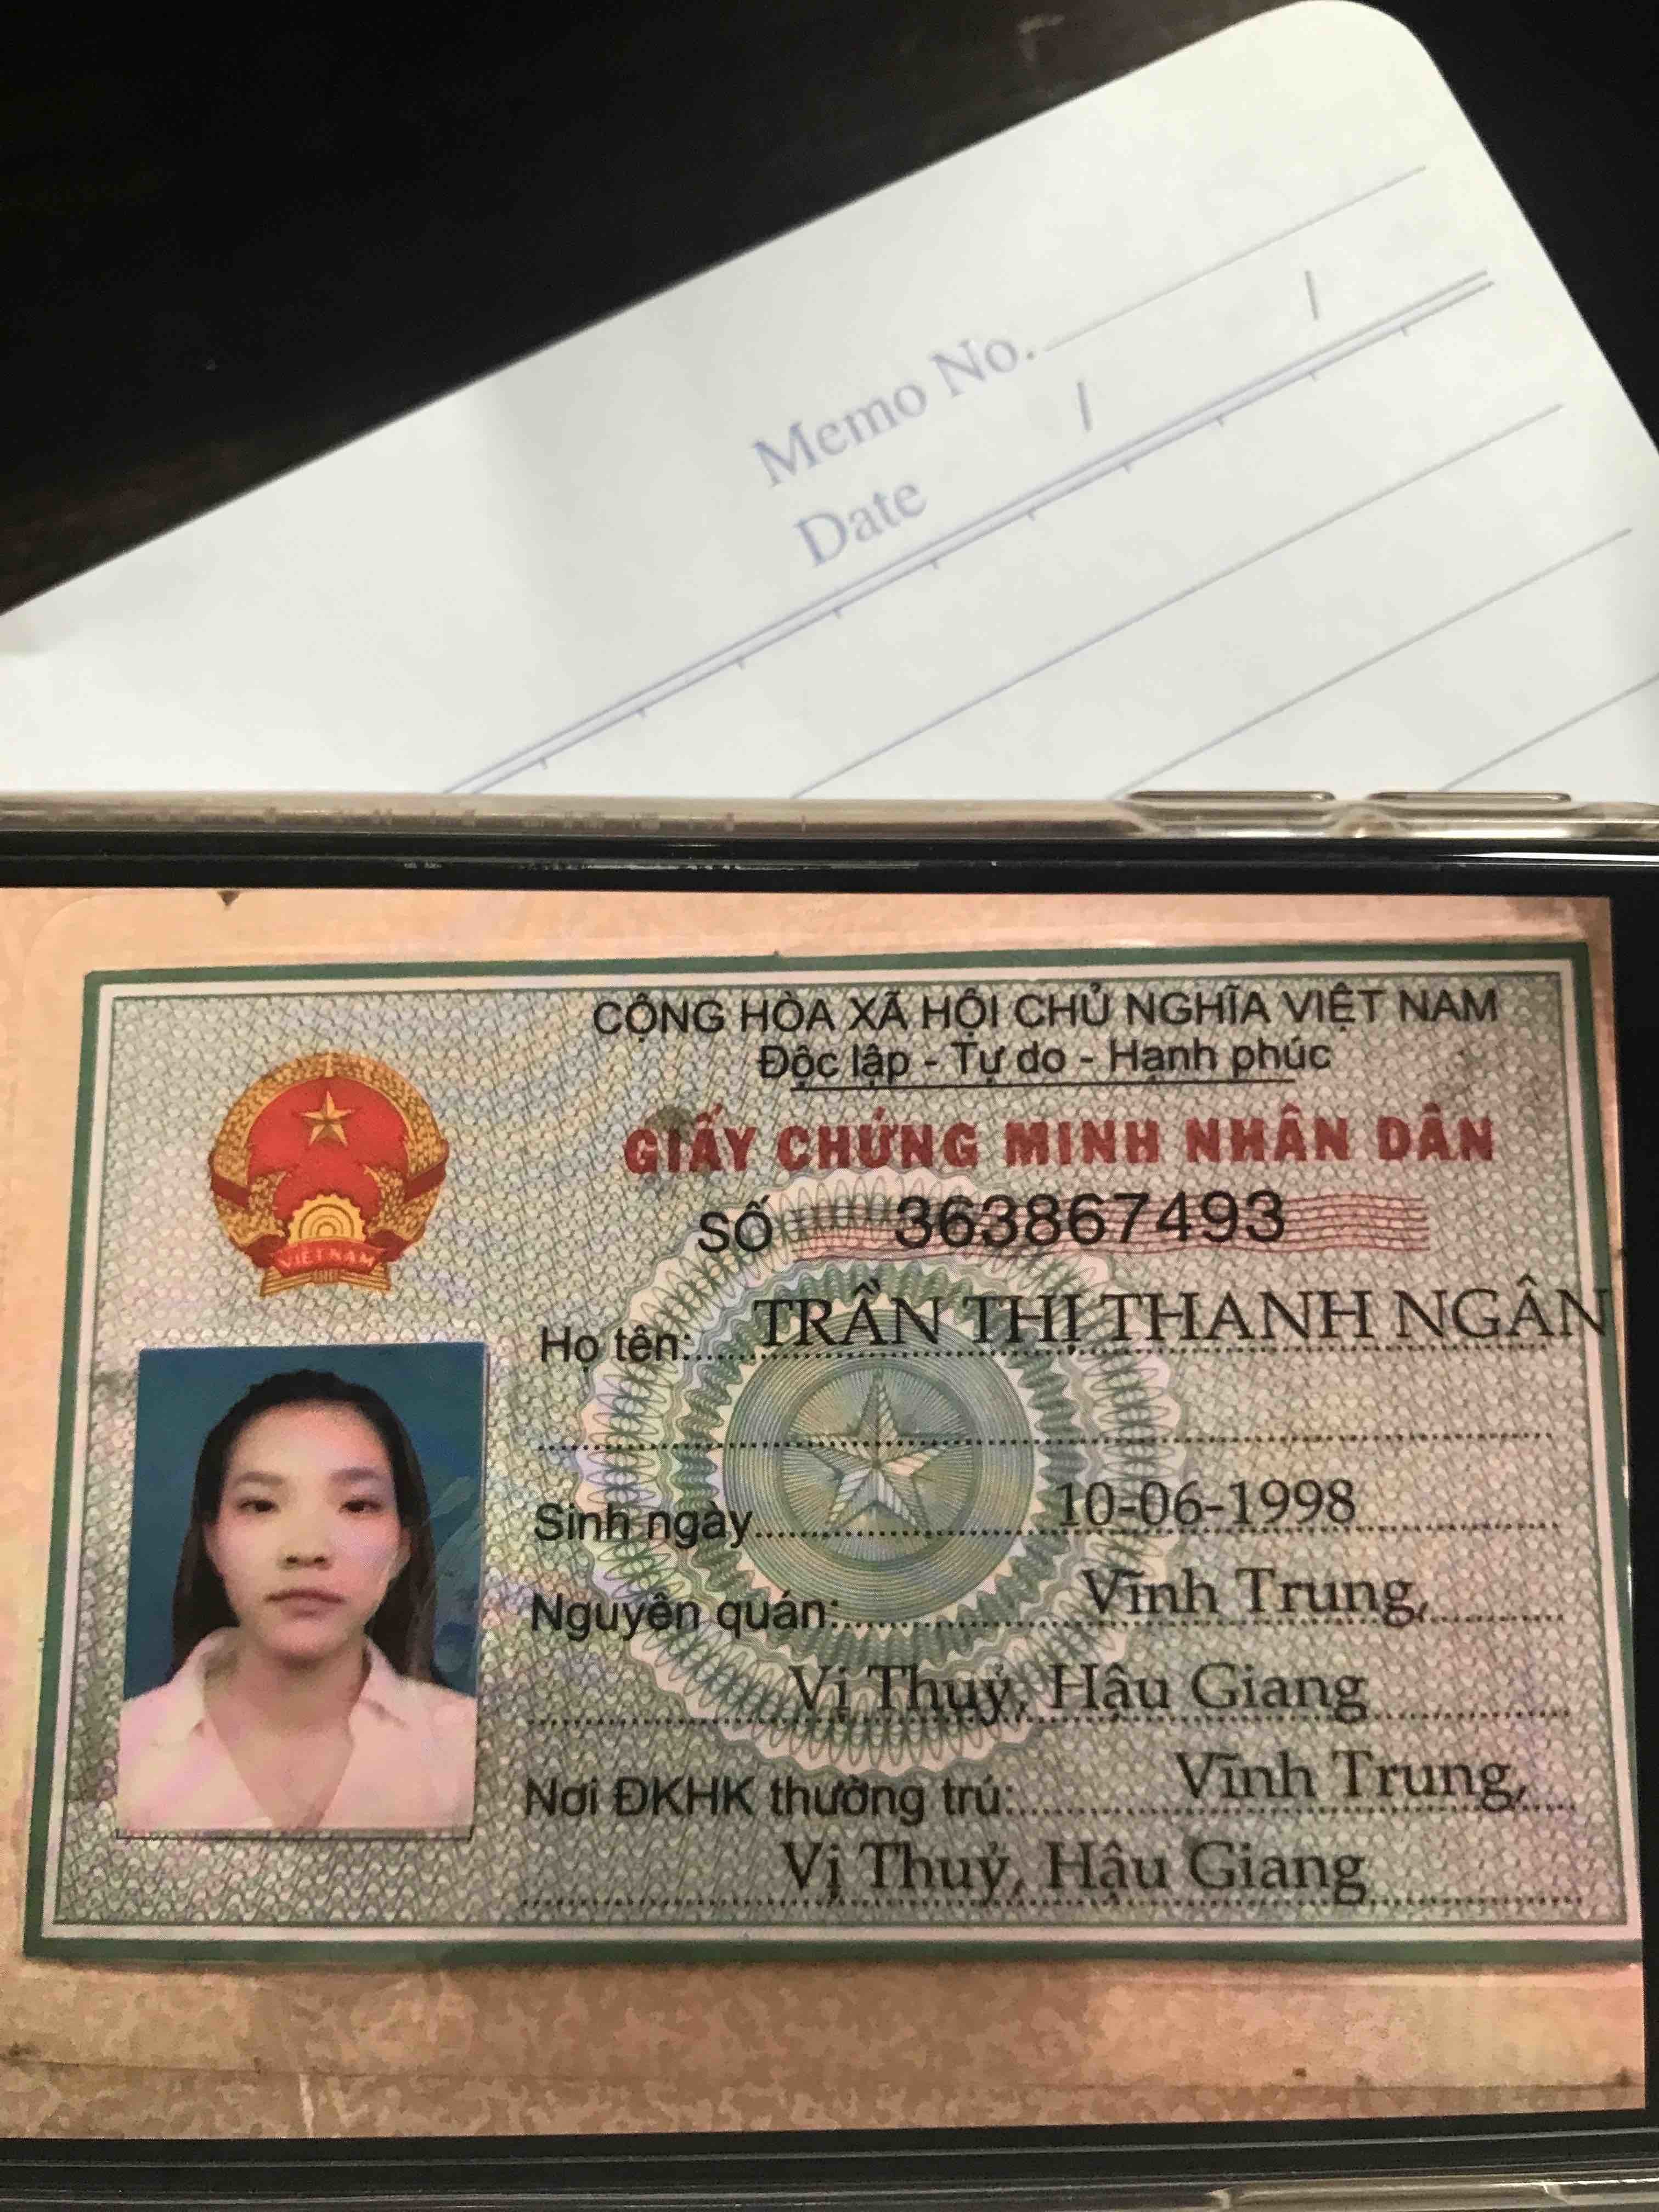 Memo No.
Date / /
CỘNG HÒA XÃ HỘI CHỦ NGHĨA VIỆT NAM
Độc lập - Tự do - Hạnh phúc
GIẤY CHỨNG MINH NHÂN DÂN
SỐ 363867493
VIỆT NAM
Họ tên: TRẦN THỊ THANH NGÂN
Sinh ngày 10-06-1998
Nguyên quán: Vĩnh Trung,
Vị Thuỷ, Hậu Giang
Nơi ĐKHK thường trú: Vĩnh Trung,
Vị Thuỷ, Hậu Giang